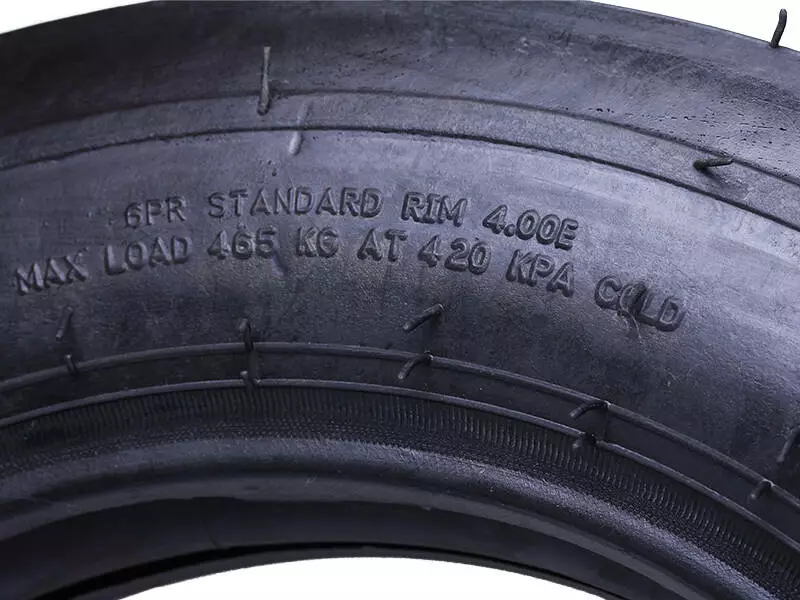 6PR STANDARD RIM 4.00E
MAX LOAD 465 KG AT 420 KPA COLD